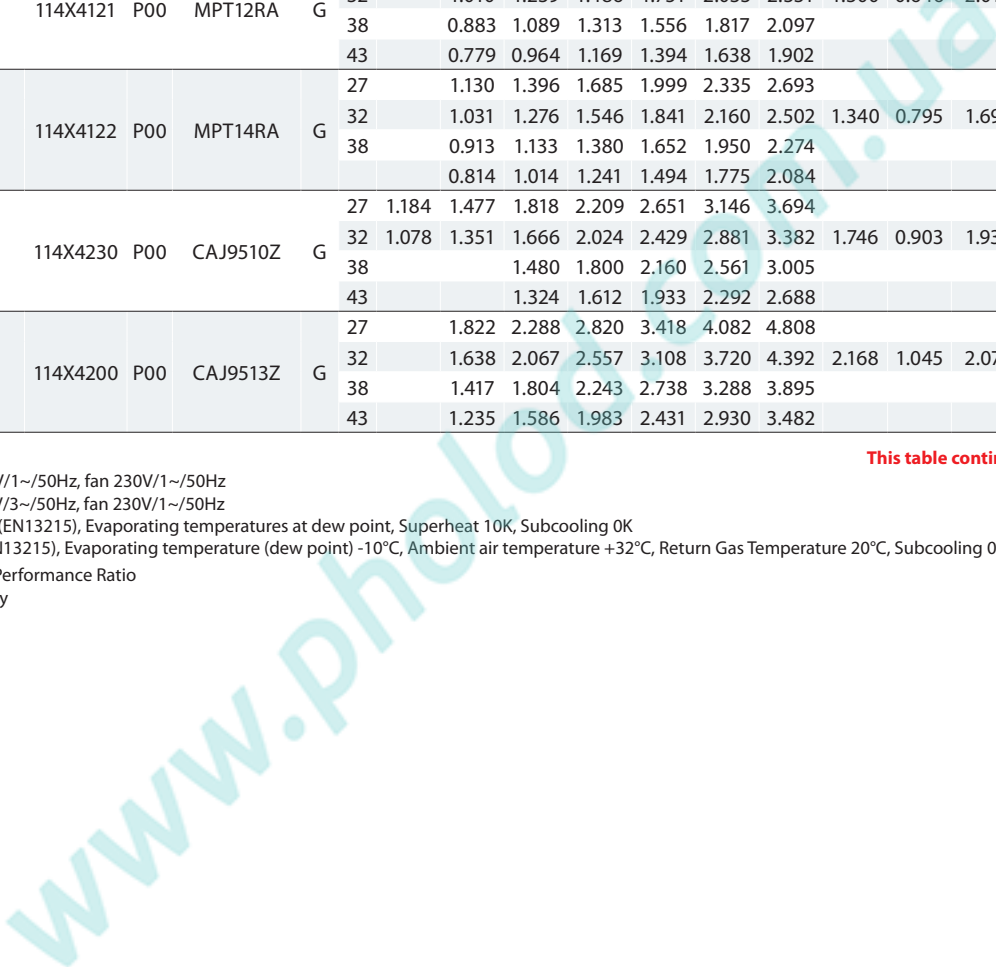 114X4121 P00 MPT12RA G
38 0.883 1.089 1.313 1.556 1.817 2.097
43 0.779 0.964 1.169 1.394 1.638 1.902
114X4122 P00 MPT14RA G
27 1.130 1.396 1.685 1.999 2.335 2.693
32 1.031 1.276 1.546 1.841 2.160 2.502 1.340 0.795 1.69
38 0.913 1.133 1.380 1.652 1.950 2.274
0.814 1.014 1.241 1.494 1.775 2.084
114X4230 P00 CAJ9510Z G
27 1.184 1.477 1.818 2.209 2.651 3.146 3.694
32 1.078 1.351 1.666 2.024 2.429 2.881 3.382 1.746 0.903 1.93
38 1.480 1.800 2.160 2.561 3.005
43 1.324 1.612 1.933 2.292 2.688
114X4200 P00 CAJ9513Z G
27 1.822 2.288 2.820 3.418 4.082 4.808
32 1.638 2.067 2.557 3.108 3.720 4.392 2.168 1.045 2.07
38 1.417 1.804 2.243 2.738 3.288 3.895
43 1.235 1.586 1.983 2.431 2.930 3.482
This table contin
V/1~/50Hz, fan 230V/1~/50Hz
V/3~/50Hz, fan 230V/1~/50Hz
(EN13215), Evaporating temperatures at dew point, Superheat 10K, Subcooling 0K
N13215), Evaporating temperature (dew point) -10°C, Ambient air temperature +32°C, Return Gas Temperature 20°C, Subcooling 0
Performance Ratio
y
www.pholod.com.ua